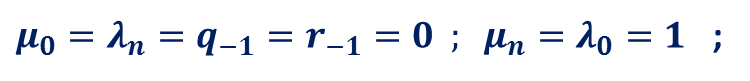 μ₀ = λₙ = q₋₁ = r₋₁ = 0 ; μₙ = λ₀ = 1 ;